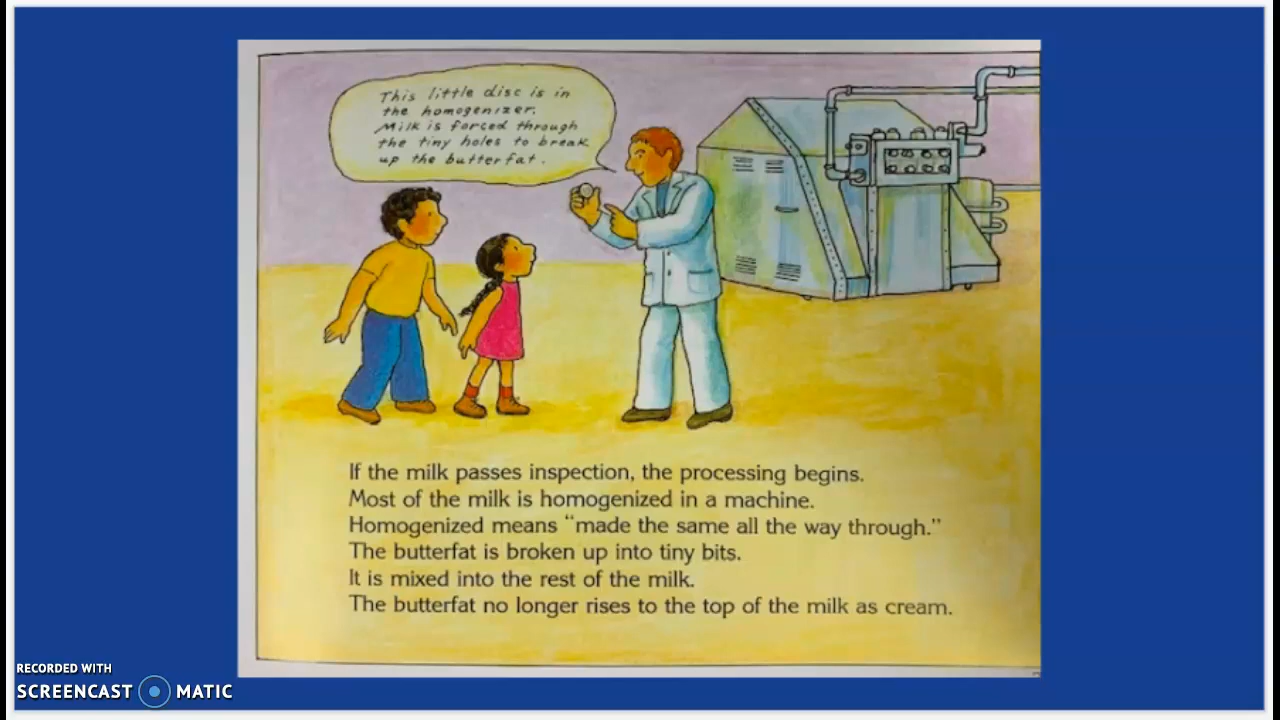 This little disc is in
the homogenizer.
Milk is forced through
the tiny holes to break
up the butterfat.
If the milk passes inspection, the processing begins.
Most of the milk is homogenized in a machine.
Homogenized means “made the same all the way through.”
The butterfat is broken up into tiny bits.
It is mixed into the rest of the milk.
The butterfat no longer rises to the top of the milk as cream.
RECORDED WITH
SCREENCAST MATIC